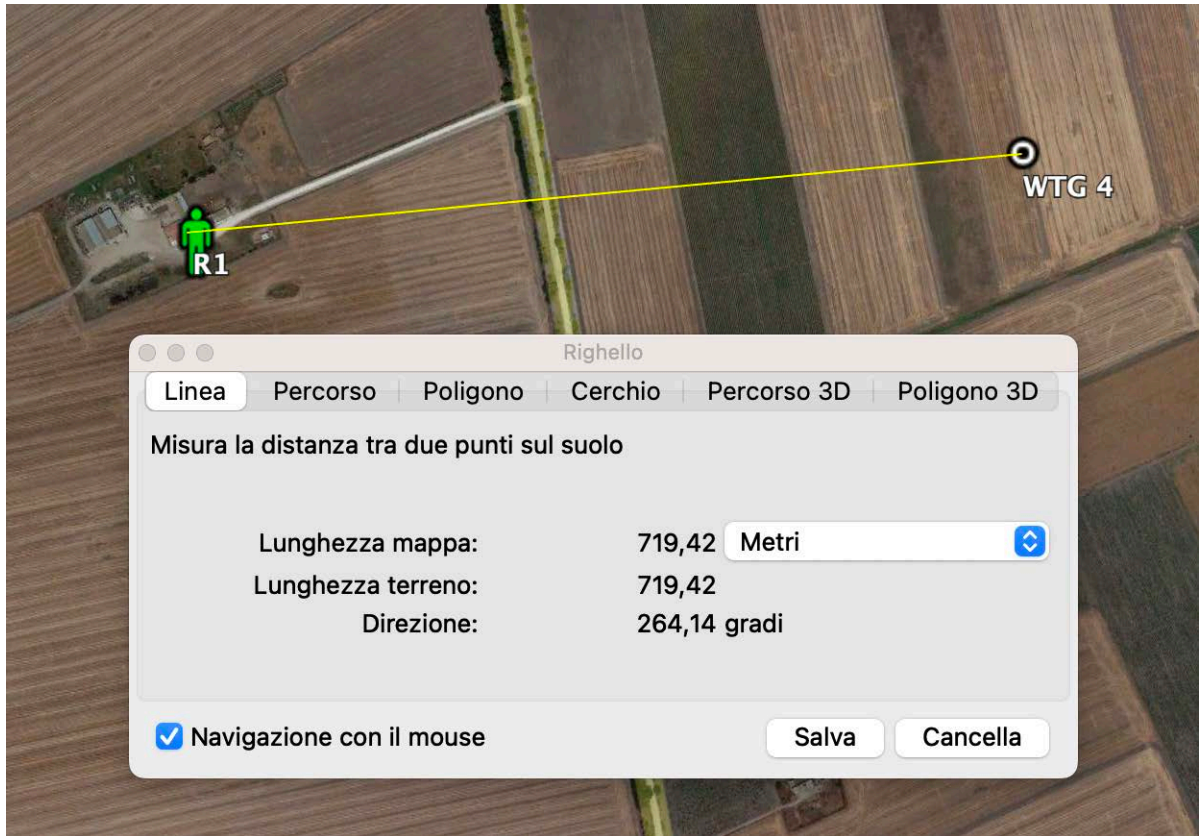 WTG 4
R1
Righello
Linea Percorso Poligono Cerchio Percorso 3D Poligono 3D
Misura la distanza tra due punti sul suolo
Lunghezza mappa: 719,42 Metri
Lunghezza terreno: 719,42
Direzione: 264,14 gradi
Navigazione con il mouse Salva Cancella